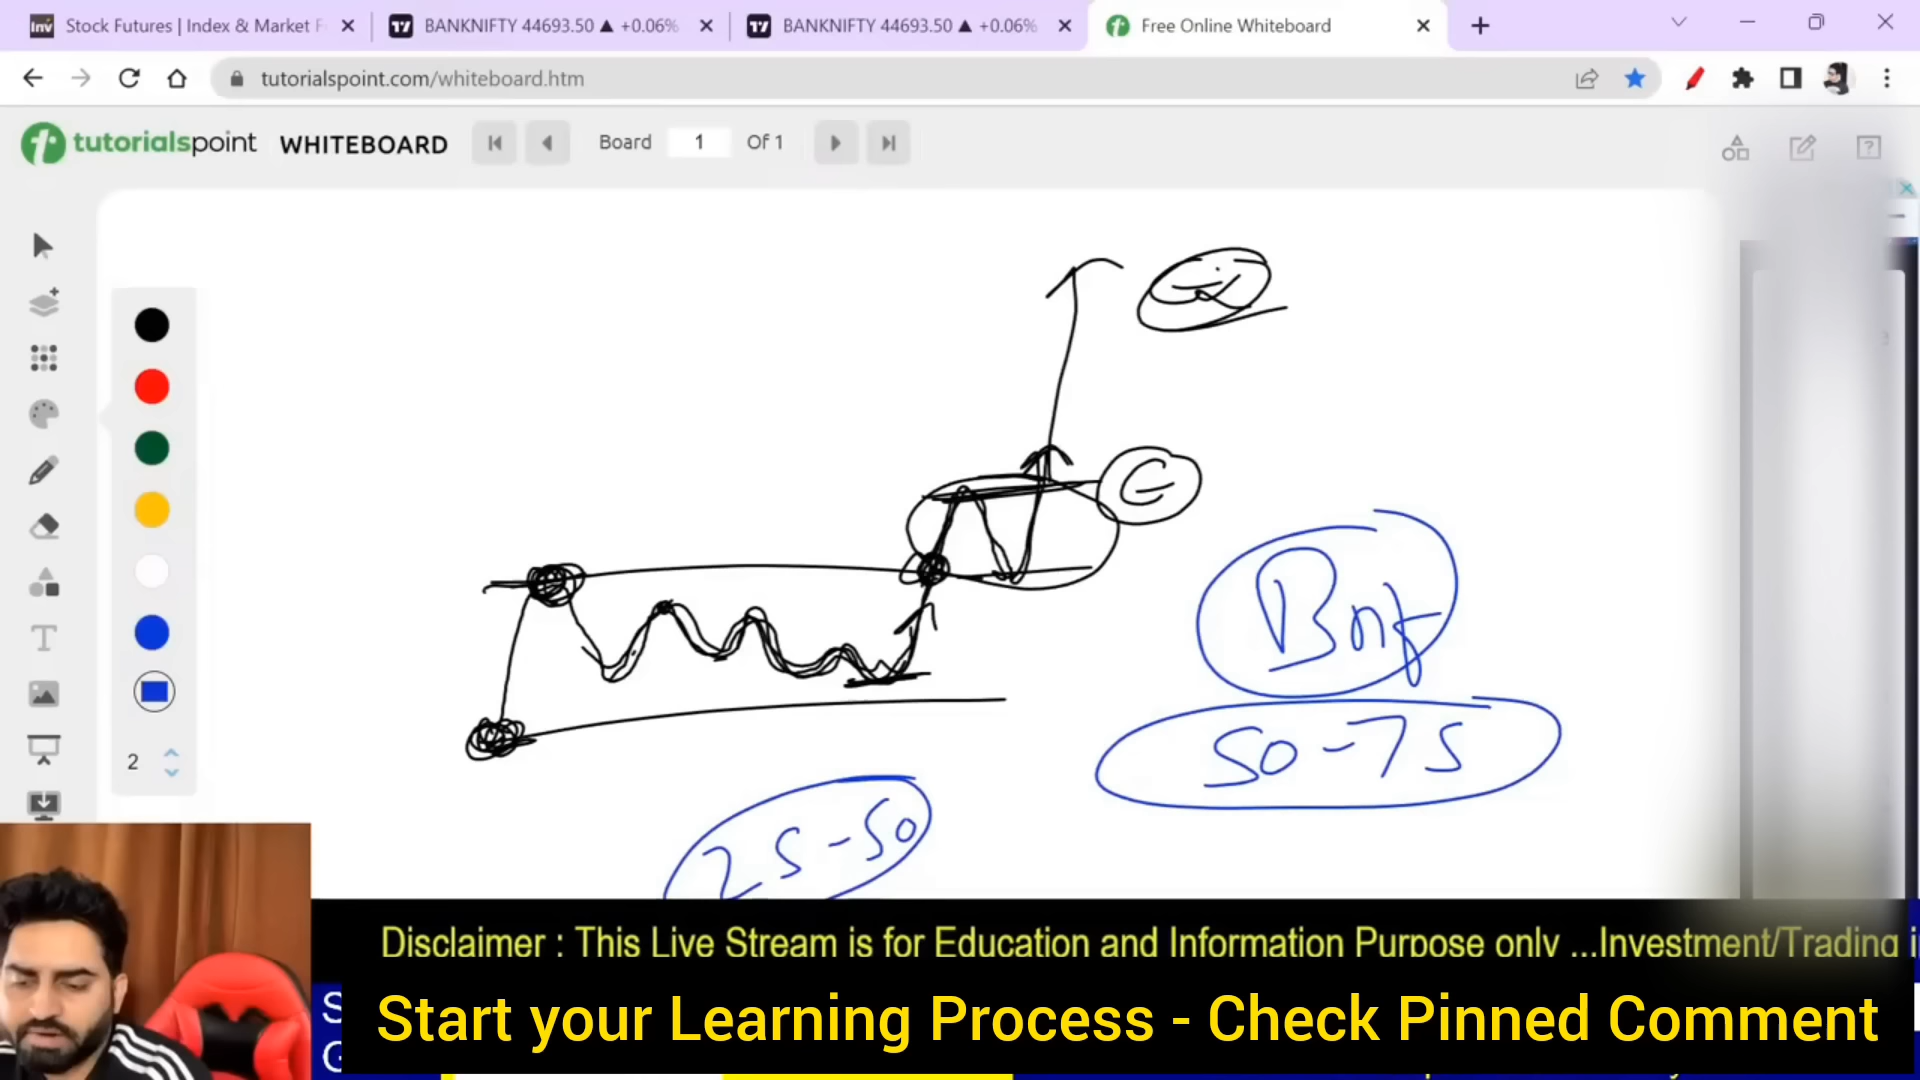 Stock Futures | Index & Market F
BANKNIFTY 44693.50 ▲ +0.06%
BANKNIFTY 44693.50 ▲ +0.06%
Free Online Whiteboard
tutorialspoint.com/whiteboard.htm
tutorialspoint WHITEBOARD Board 1 Of 1
Bnf
50-75
25-50
2
Disclaimer : This Live Stream is for Education and Information Purpose only ...Investment/Trading i
Start your Learning Process - Check Pinned Comment